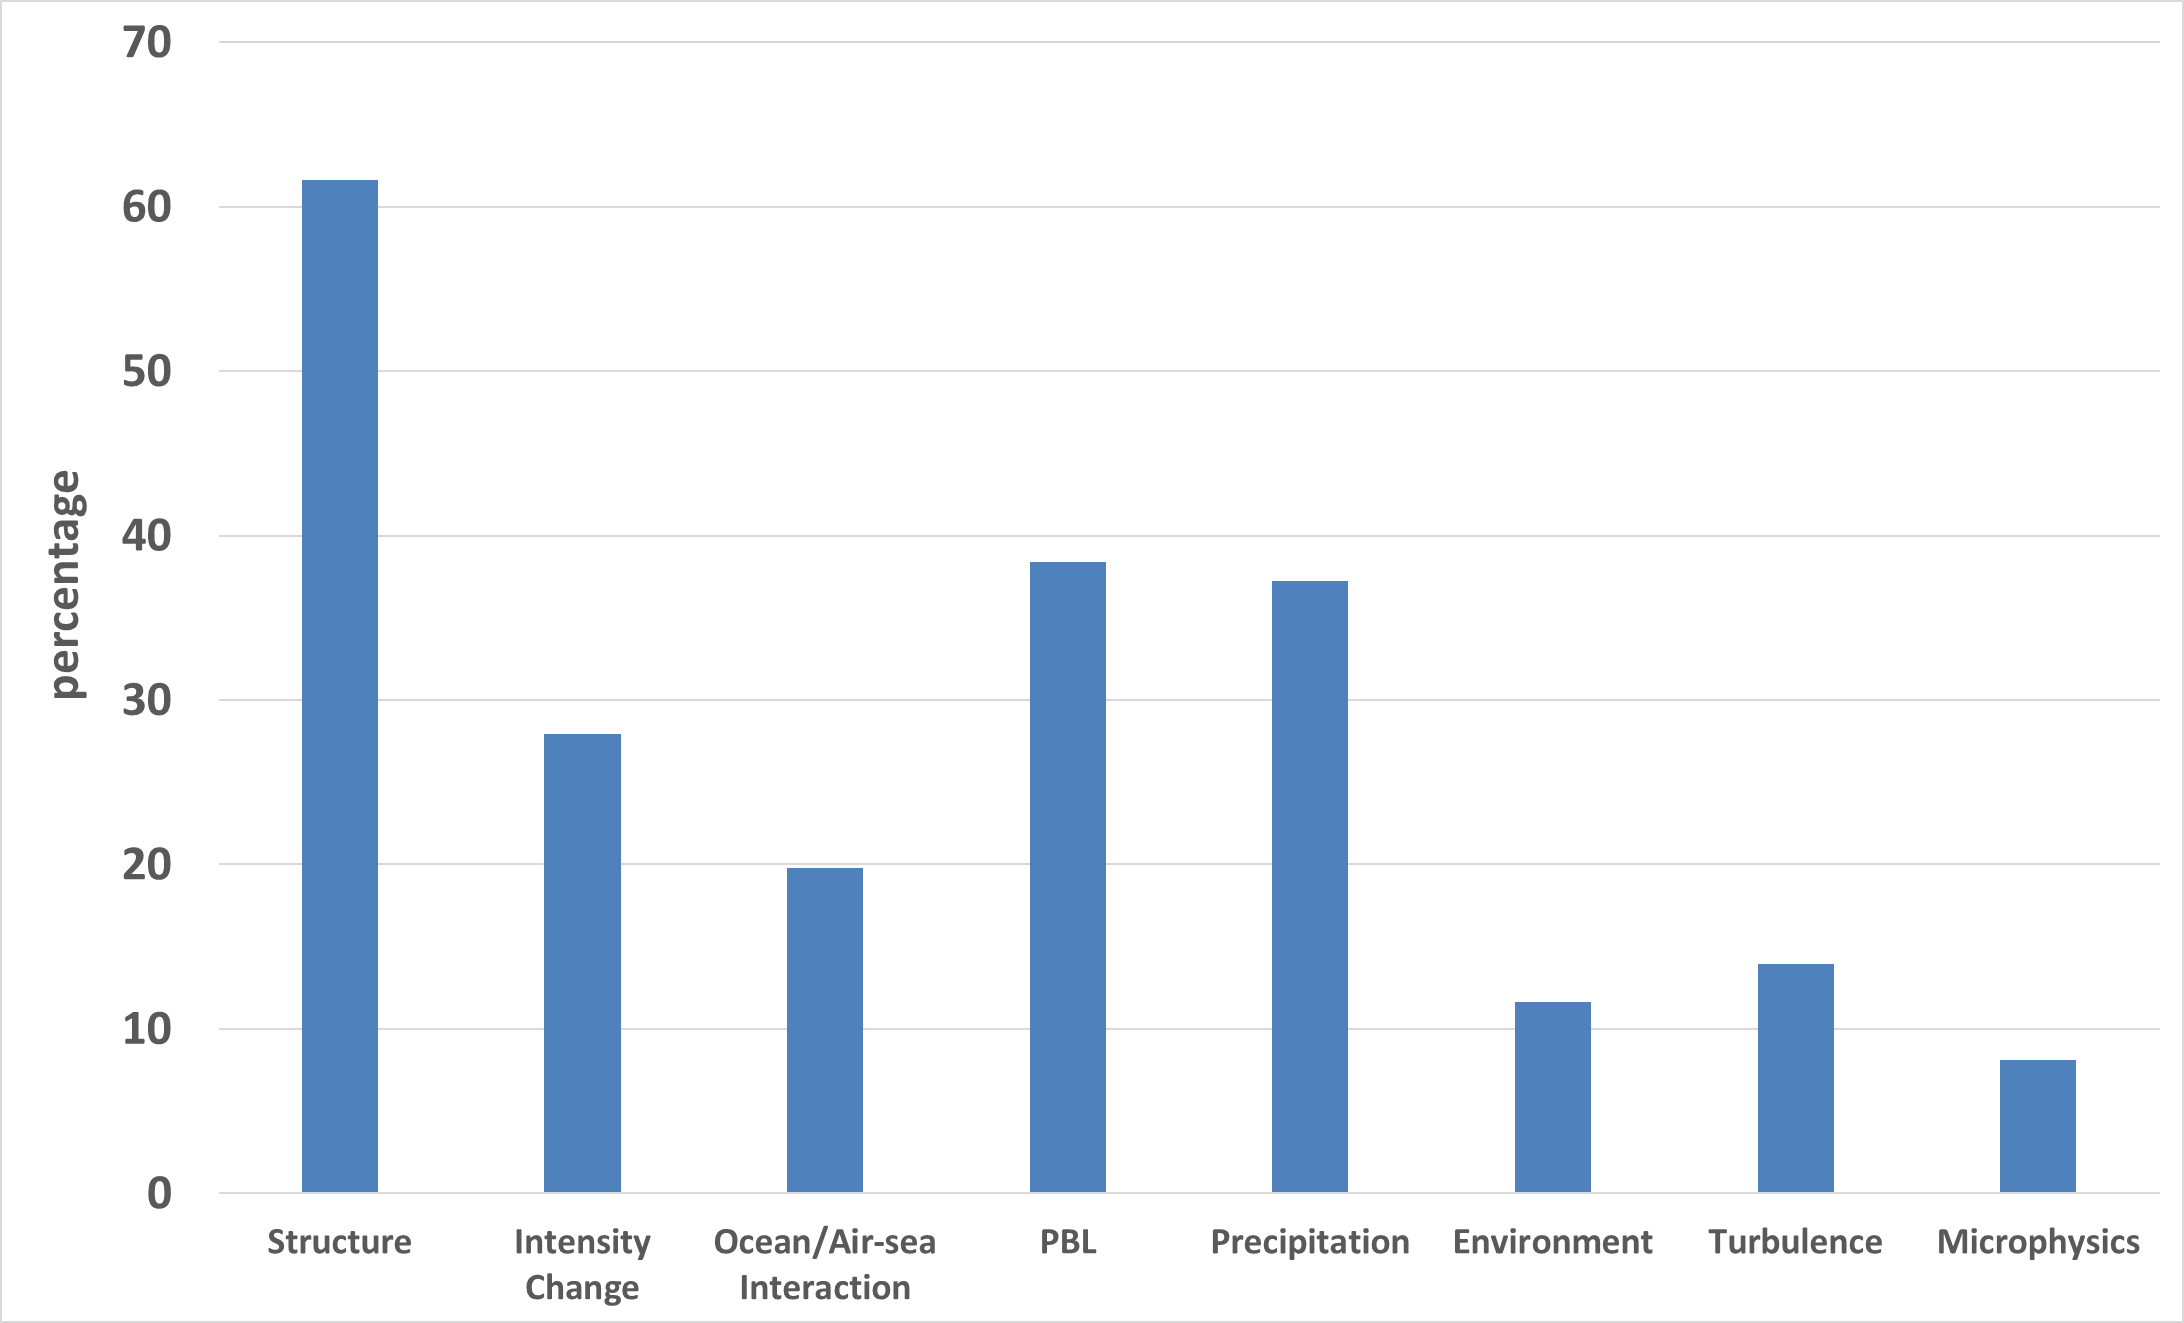 70
60
50
40
30
20
10
0
percentage
Structure
Intensity
Change
Ocean/Air-sea
Interaction
PBL
Precipitation
Environment
Turbulence
Microphysics